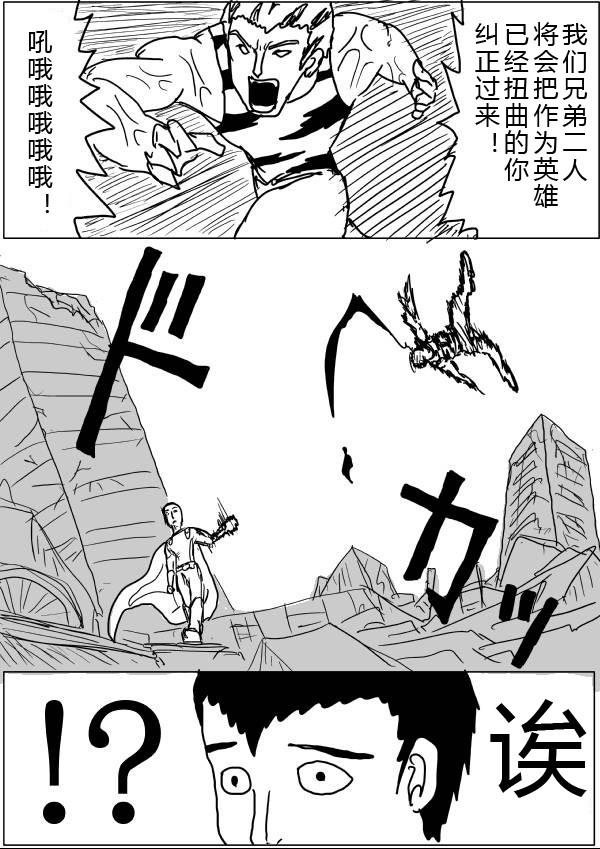 我们兄弟二人
将会把作为英雄
已经扭曲的你
纠正过来！
吼哦哦哦哦哦！
ドカッ
诶
!?